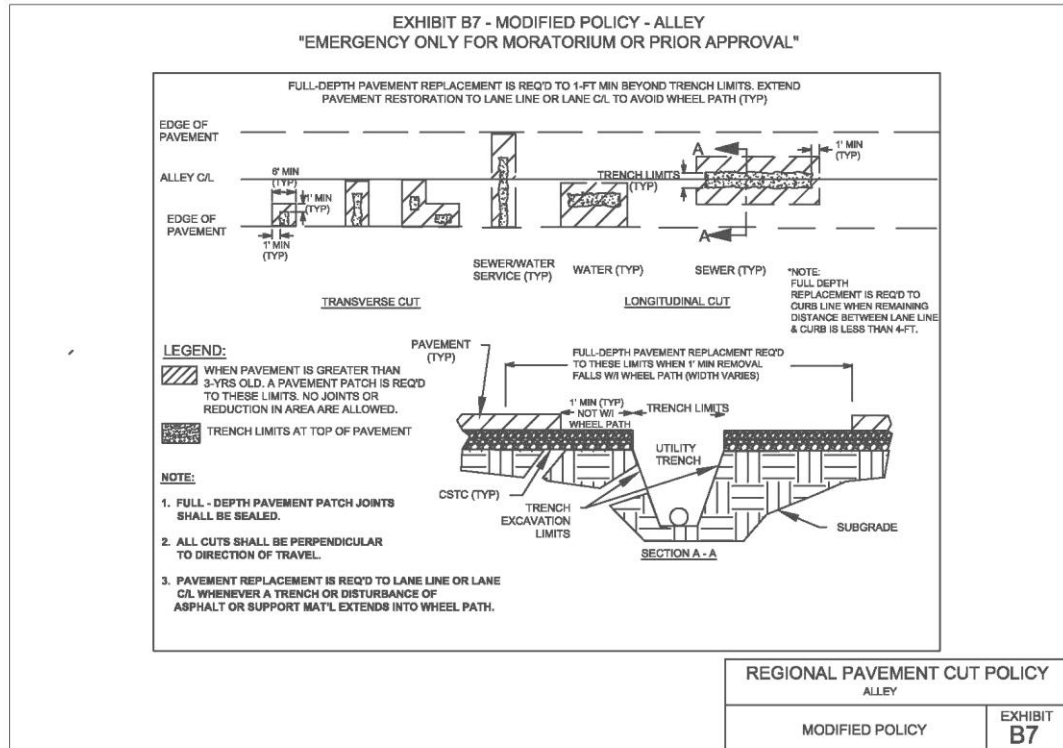 EXHIBIT B7 - MODIFIED POLICY - ALLEY
"EMERGENCY ONLY FOR MORATORIUM OR PRIOR APPROVAL"
FULL-DEPTH PAVEMENT REPLACEMENT IS REQ'D TO 1-FT MIN BEYOND TRENCH LIMITS. EXTEND
PAVEMENT RESTORATION TO LANE LINE OR LANE C/L TO AVOID WHEEL PATH (TYP)
EDGE OF
PAVEMENT
A
1' MIN
(TYP)
ALLEY C/L
6' MIN
(TYP)
1' MIN
(TYP)
TRENCH LIMITS
(TYP)
EDGE OF
PAVEMENT
A
1' MIN
(TYP)
SEWER/WATER
SERVICE (TYP)
WATER (TYP)
SEWER (TYP)
*NOTE:
FULL DEPTH
REPLACEMENT IS REQ'D TO
CURB LINE WHEN REMAINING
DISTANCE BETWEEN LANE LINE
& CURB IS LESS THAN 4-FT.
TRANSVERSE CUT
LONGITUDINAL CUT
LEGEND:
WHEN PAVEMENT IS GREATER THAN
3-YRS OLD. A PAVEMENT PATCH IS REQ'D
TO THESE LIMITS. NO JOINTS OR
REDUCTION IN AREA ARE ALLOWED.
TRENCH LIMITS AT TOP OF PAVEMENT
PAVEMENT
(TYP)
FULL-DEPTH PAVEMENT REPLACMENT REQ'D
TO THESE LIMITS WHEN 1' MIN REMOVAL
FALLS W/I WHEEL PATH (WIDTH VARIES)
1' MIN (TYP)
NOT W/I
WHEEL PATH
TRENCH LIMITS
UTILITY
TRENCH
CSTC (TYP)
TRENCH
EXCAVATION
LIMITS
SUBGRADE
SECTION A - A
NOTE:
1. FULL - DEPTH PAVEMENT PATCH JOINTS
SHALL BE SEALED.
2. ALL CUTS SHALL BE PERPENDICULAR
TO DIRECTION OF TRAVEL.
3. PAVEMENT REPLACEMENT IS REQ'D TO LANE LINE OR LANE
C/L WHENEVER A TRENCH OR DISTURBANCE OF
ASPHALT OR SUPPORT MAT'L EXTENDS INTO WHEEL PATH.
REGIONAL PAVEMENT CUT POLICY
ALLEY
MODIFIED POLICY
EXHIBIT
B7